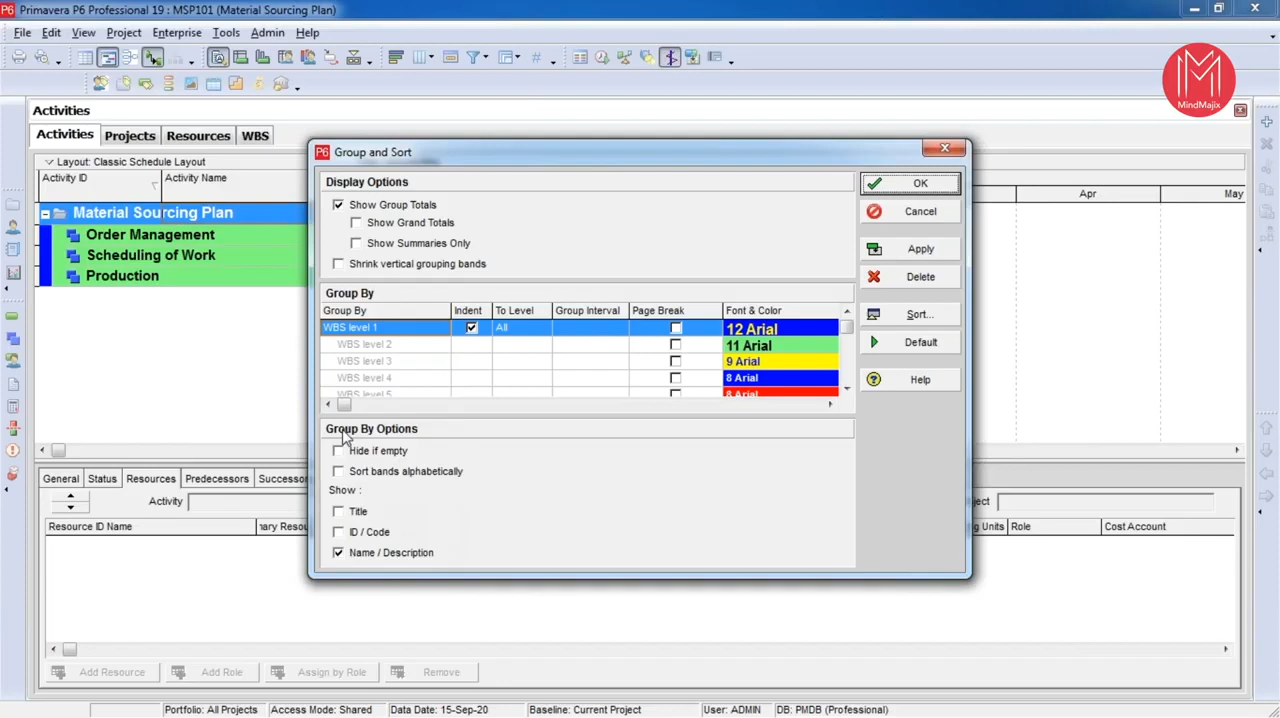 P6 Primavera P6 Professional 19 : MSP101 (Material Sourcing Plan)
File Edit View Project Enterprise Tools Admin Help
M
MindMajix
Activities
Activities Projects Resources WBS
Layout: Classic Schedule Layout
Activity ID Activity Name
Apr May
Material Sourcing Plan
Order Management
Scheduling of Work
Production
P6 Group and Sort
Display Options
Show Group Totals
Show Grand Totals
Show Summaries Only
Shrink vertical grouping bands
OK
Cancel
Apply
Delete
Sort...
Default
Help
Group By
Group By Indent To Level Group Interval Page Break Font & Color
WBS level 1 All 12 Arial
WBS level 2 11 Arial
WBS level 3 9 Arial
WBS level 4 8 Arial
WBS level 5 8 Arial
Group By Options
Hide if empty
Sort bands alphabetically
Show :
Title
ID / Code
Name / Description
General Status Resources Predecessors Successor
Activity
Resource ID Name
Role Cost Account
Add Resource Add Role Assign by Role Remove
Portfolio: All Projects Access Mode: Shared Data Date: 15-Sep-20 Baseline: Current Project User: ADMIN DB: PMDB (Professional)